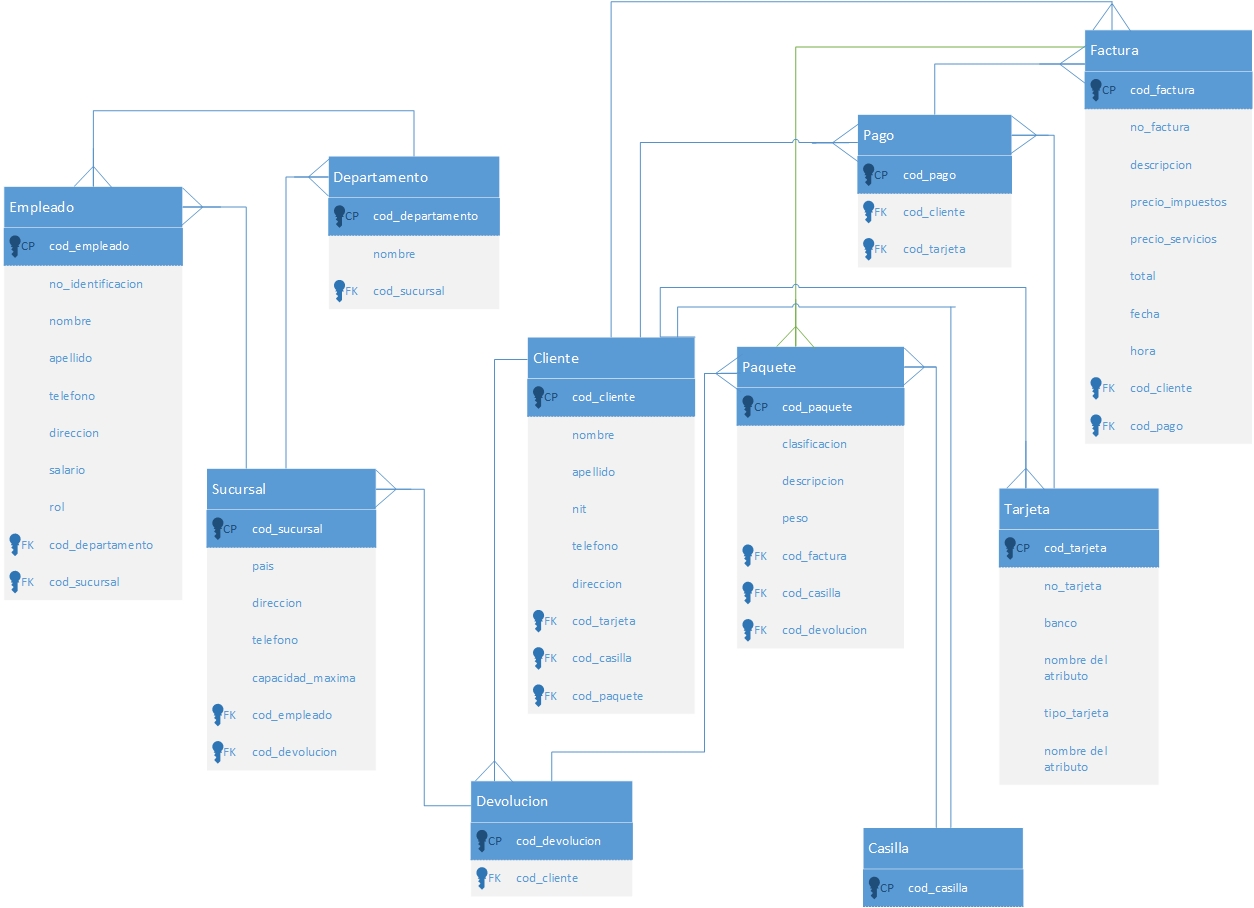 Factura
CP cod_factura
no_factura
descripcion
precio_impuestos
precio_servicios
total
fecha
hora
FK cod_cliente
FK cod_pago
Pago
CP cod_pago
FK cod_cliente
FK cod_tarjeta
Departamento
CP cod_departamento
nombre
FK cod_sucursal
Empleado
CP cod_empleado
no_identificacion
nombre
apellido
telefono
direccion
salario
rol
FK cod_departamento
FK cod_sucursal
Cliente
CP cod_cliente
nombre
apellido
nit
telefono
direccion
FK cod_tarjeta
FK cod_casilla
FK cod_paquete
Paquete
CP cod_paquete
clasificacion
descripcion
peso
FK cod_factura
FK cod_casilla
FK cod_devolucion
Sucursal
CP cod_sucursal
pais
direccion
telefono
capacidad_maxima
FK cod_empleado
FK cod_devolucion
Tarjeta
CP cod_tarjeta
no_tarjeta
banco
nombre del
atributo
tipo_tarjeta
nombre del
atributo
Devolucion
CP cod_devolucion
FK cod_cliente
Casilla
CP cod_casilla